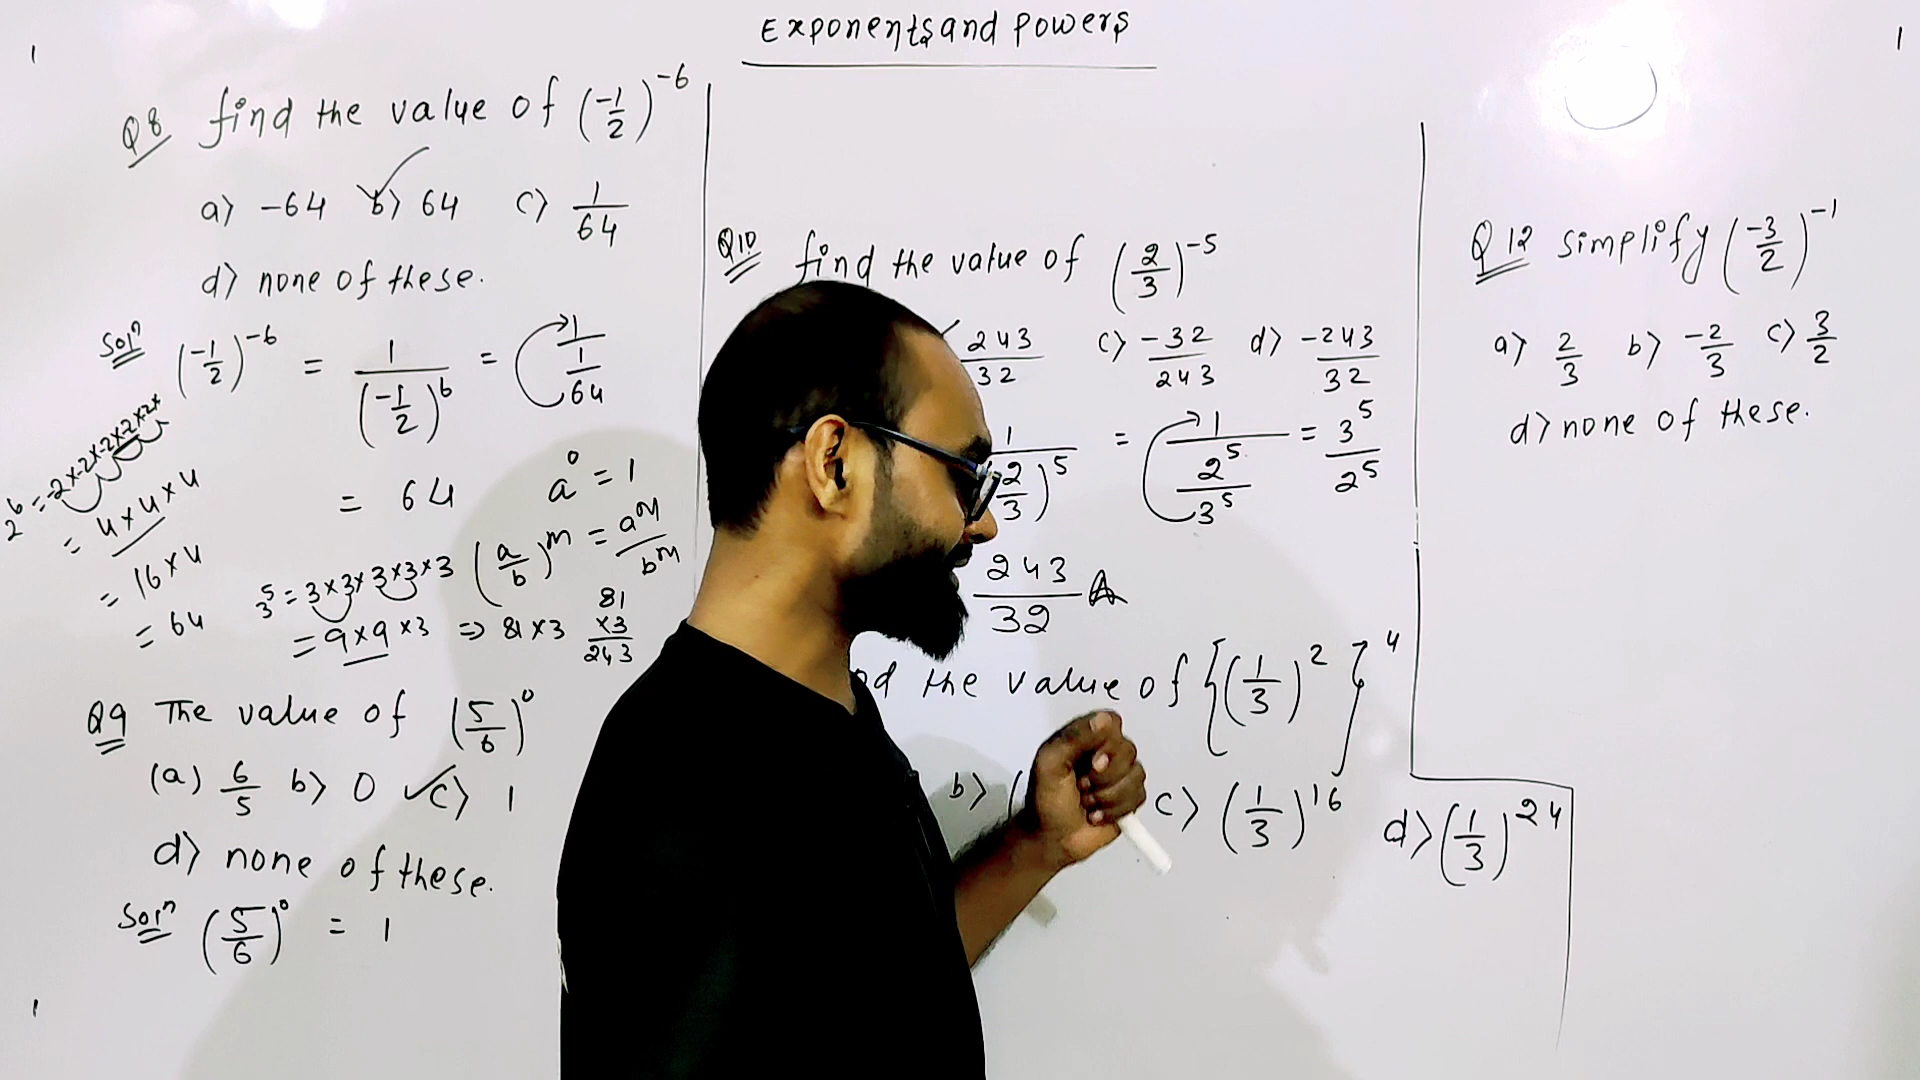 Exponents and Powers
Q8 find the value of (-1/2)^-6
a) -64 b) 64 c) 1/64
d) none of these.
Solⁿ (-1/2)^-6 = 1/(-1/2)^6 = 1/(1/64)
= 64
2^6 = -2×-2×-2×-2×-2×-2×
= 4×4×4
= 16×4
= 64
a^0 = 1
(a/b)^m = a^m/b^m
3^5 = 3×3×3×3×3
= 9×9×3 ⇒ 81×3
81
×3
243
Q9 The value of (5/6)^0
(a) 6/5 b) 0 c) 1
d) none of these.
Solⁿ (5/6)^0 = 1
Q10 find the value of (2/3)^-5
243/32 c) -32/243 d) -243/32
1/(2/3)^5 = 1/(2^5/3^5) = 3^5/2^5
243/32 A
the value of {(1/3)^2}^4
b) ( c) (1/3)^16 d) (1/3)^24
Q12 Simplify (-3/2)^-1
a) 2/3 b) -2/3 c) 3/2
d) none of these.